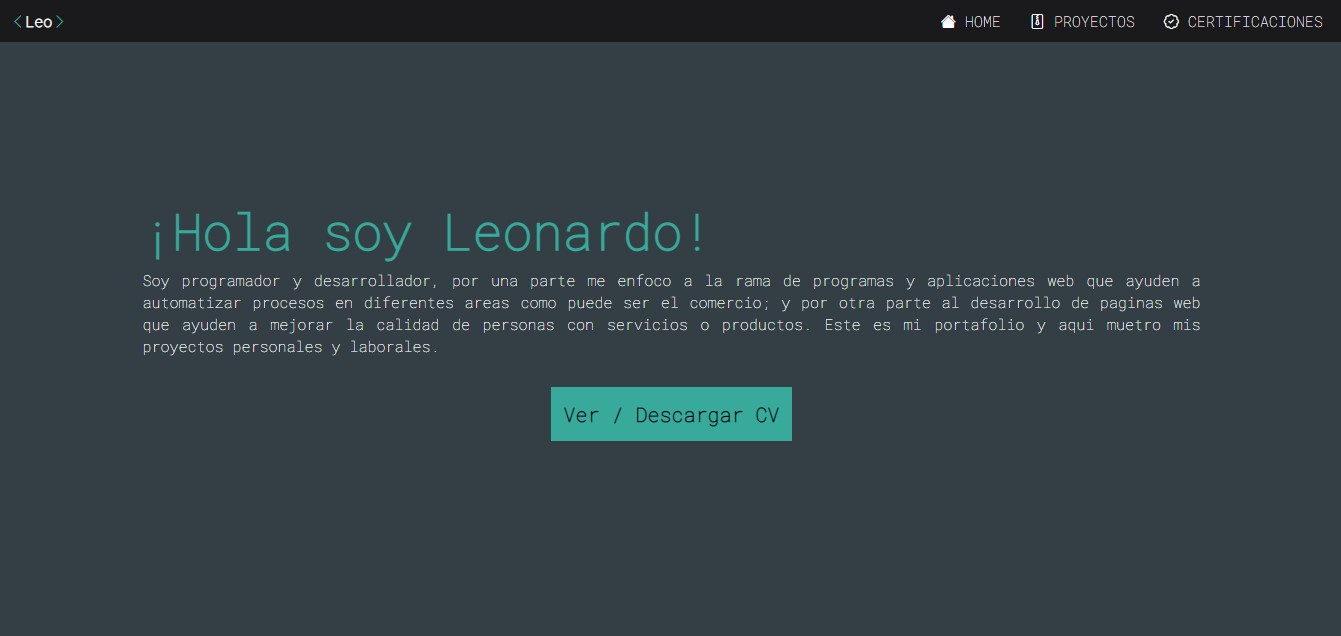 <Leo>
HOME PROYECTOS CERTIFICACIONES
¡Hola soy Leonardo!
Soy programador y desarrollador, por una parte me enfoco a la rama de programas y aplicaciones web que ayuden a
automatizar procesos en diferentes areas como puede ser el comercio; y por otra parte al desarrollo de paginas web
que ayuden a mejorar la calidad de personas con servicios o productos. Este es mi portafolio y aqui muetro mis
proyectos personales y laborales.
Ver / Descargar CV